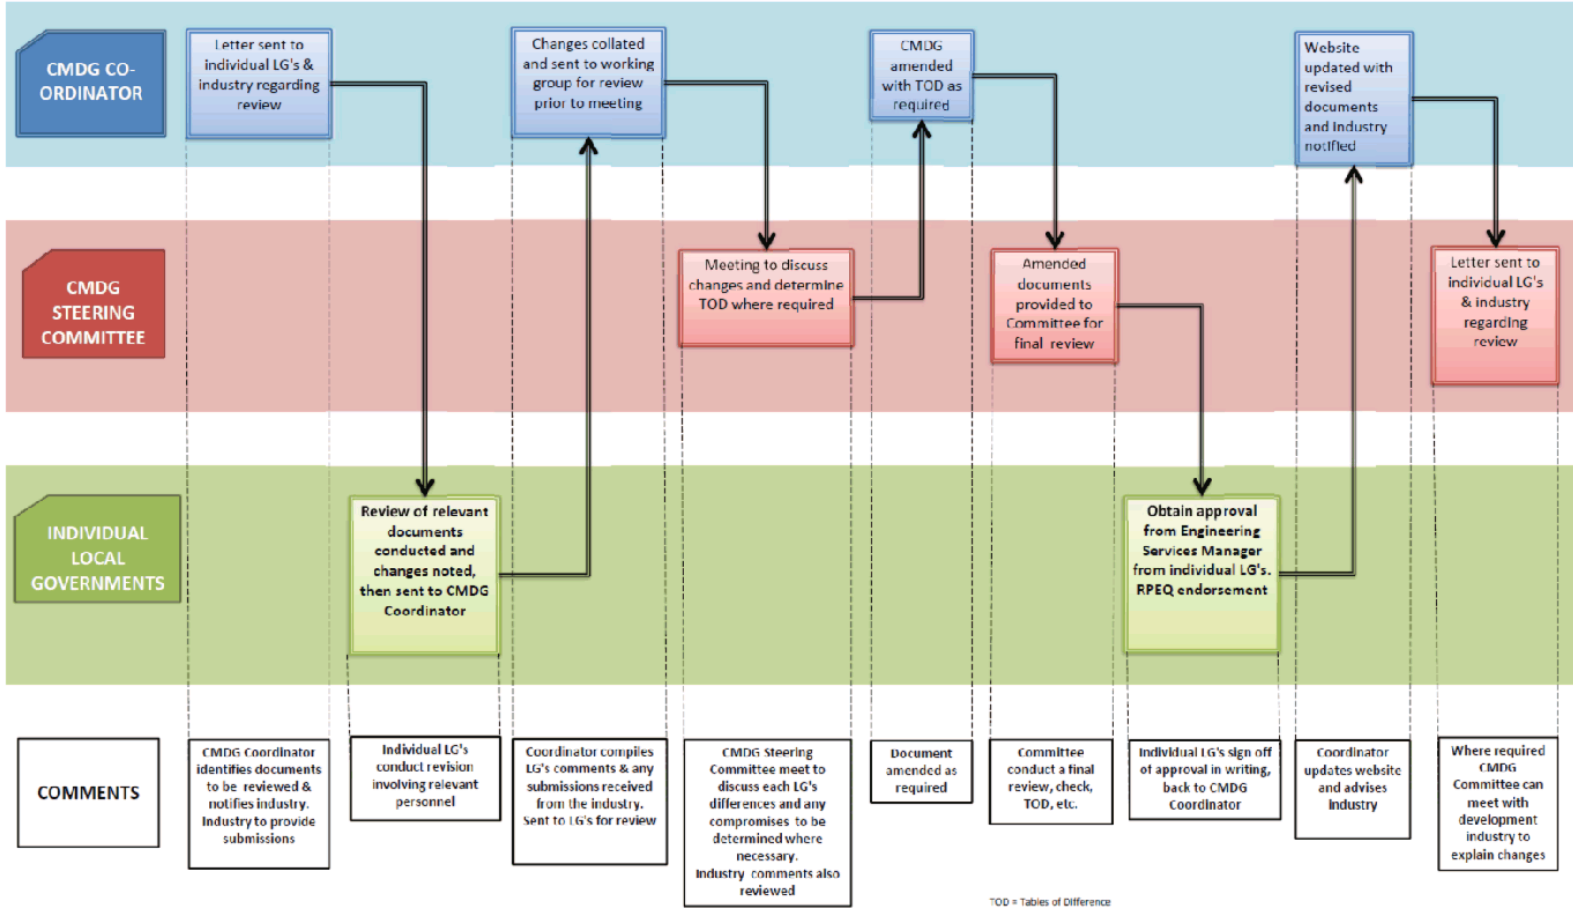 CMDG CO-
ORDINATOR
Letter sent to
individual LG's &
industry regarding
review
Changes collated
and sent to working
group for review
prior to meeting
CMDG
amended
with TOD as
required
Website
updated with
revised
documents
and industry
notified
CMDG
STEERING
COMMITTEE
Meeting to discuss
changes and determine
TOD where required
Amended
documents
provided to
Committee for
final review
Letter sent to
individual LG's
& industry
regarding
review
INDIVIDUAL
LOCAL
GOVERNMENTS
Review of relevant
documents
conducted and
changes noted,
then sent to CMDG
Coordinator
Obtain approval
from Engineering
Services Manager
from individual LG's.
RPEQ endorsement
COMMENTS
CMDG Coordinator
identifies documents
to be reviewed &
notifies industry.
Industry to provide
submissions
Individual LG's
conduct revision
involving relevant
personnel
Coordinator compiles
LG's comments & any
submissions received
from the industry.
Sent to LG's for review
CMDG Steering
Committee meet to
discuss each LG's
differences and any
compromises to be
determined where
necessary.
Industry comments also
reviewed
Document
amended as
required
Committee
conduct a final
review, check,
TOD, etc.
Individual LG's sign off
of approval in writing,
back to CMDG
Coordinator
Coordinator
updates website
and advises
industry
Where required
CMDG
Committee can
meet with
development
industry to
explain changes
TOD = Tables of Difference